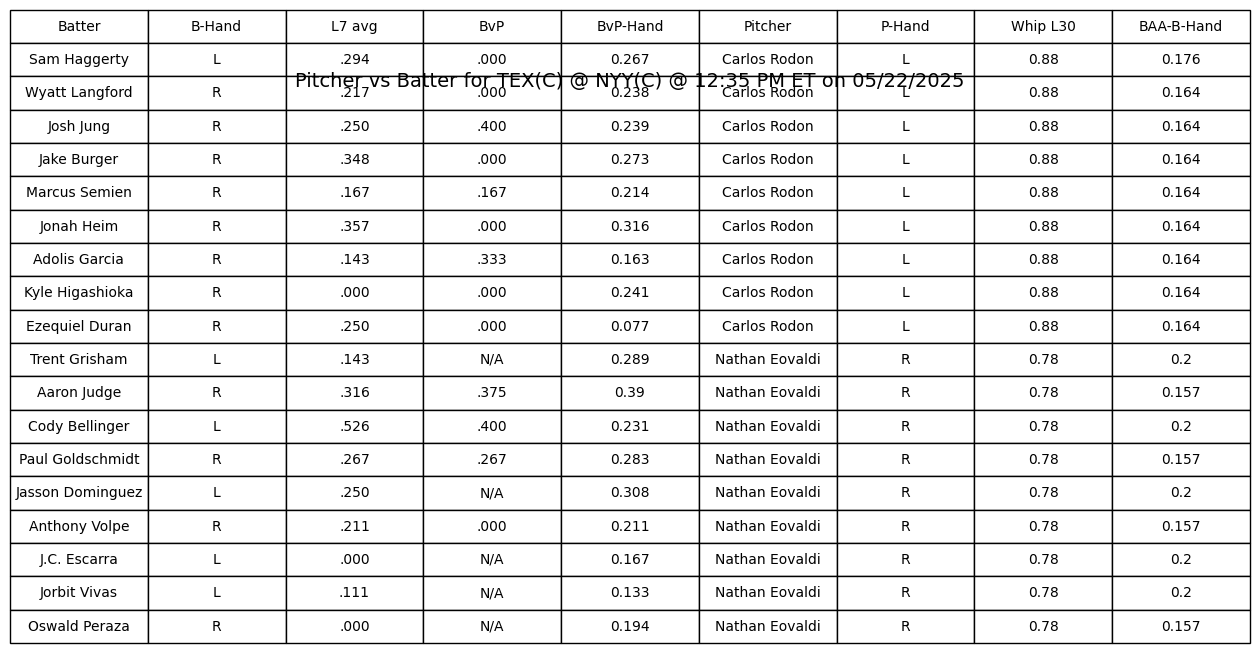 Batter B-Hand L7 avg BvP BvP-Hand Pitcher P-Hand Whip L30 BAA-B-Hand
Sam Haggerty L .294 .000 0.267 Carlos Rodon L 0.88 0.176
Pitcher vs Batter for TEX(C) @ NYY(C) @ 12:35 PM ET on 05/22/2025
Wyatt Langford R .217 .000 0.238 Carlos Rodon L 0.88 0.164
Josh Jung R .250 .400 0.239 Carlos Rodon L 0.88 0.164
Jake Burger R .348 .000 0.273 Carlos Rodon L 0.88 0.164
Marcus Semien R .167 .167 0.214 Carlos Rodon L 0.88 0.164
Jonah Heim R .357 .000 0.316 Carlos Rodon L 0.88 0.164
Adolis Garcia R .143 .333 0.163 Carlos Rodon L 0.88 0.164
Kyle Higashioka R .000 .000 0.241 Carlos Rodon L 0.88 0.164
Ezequiel Duran R .250 .000 0.077 Carlos Rodon L 0.88 0.164
Trent Grisham L .143 N/A 0.289 Nathan Eovaldi R 0.78 0.2
Aaron Judge R .316 .375 0.39 Nathan Eovaldi R 0.78 0.157
Cody Bellinger L .526 .400 0.231 Nathan Eovaldi R 0.78 0.2
Paul Goldschmidt R .267 .267 0.283 Nathan Eovaldi R 0.78 0.157
Jasson Dominguez L .250 N/A 0.308 Nathan Eovaldi R 0.78 0.2
Anthony Volpe R .211 .000 0.211 Nathan Eovaldi R 0.78 0.157
J.C. Escarra L .000 N/A 0.167 Nathan Eovaldi R 0.78 0.2
Jorbit Vivas L .111 N/A 0.133 Nathan Eovaldi R 0.78 0.2
Oswald Peraza R .000 N/A 0.194 Nathan Eovaldi R 0.78 0.157